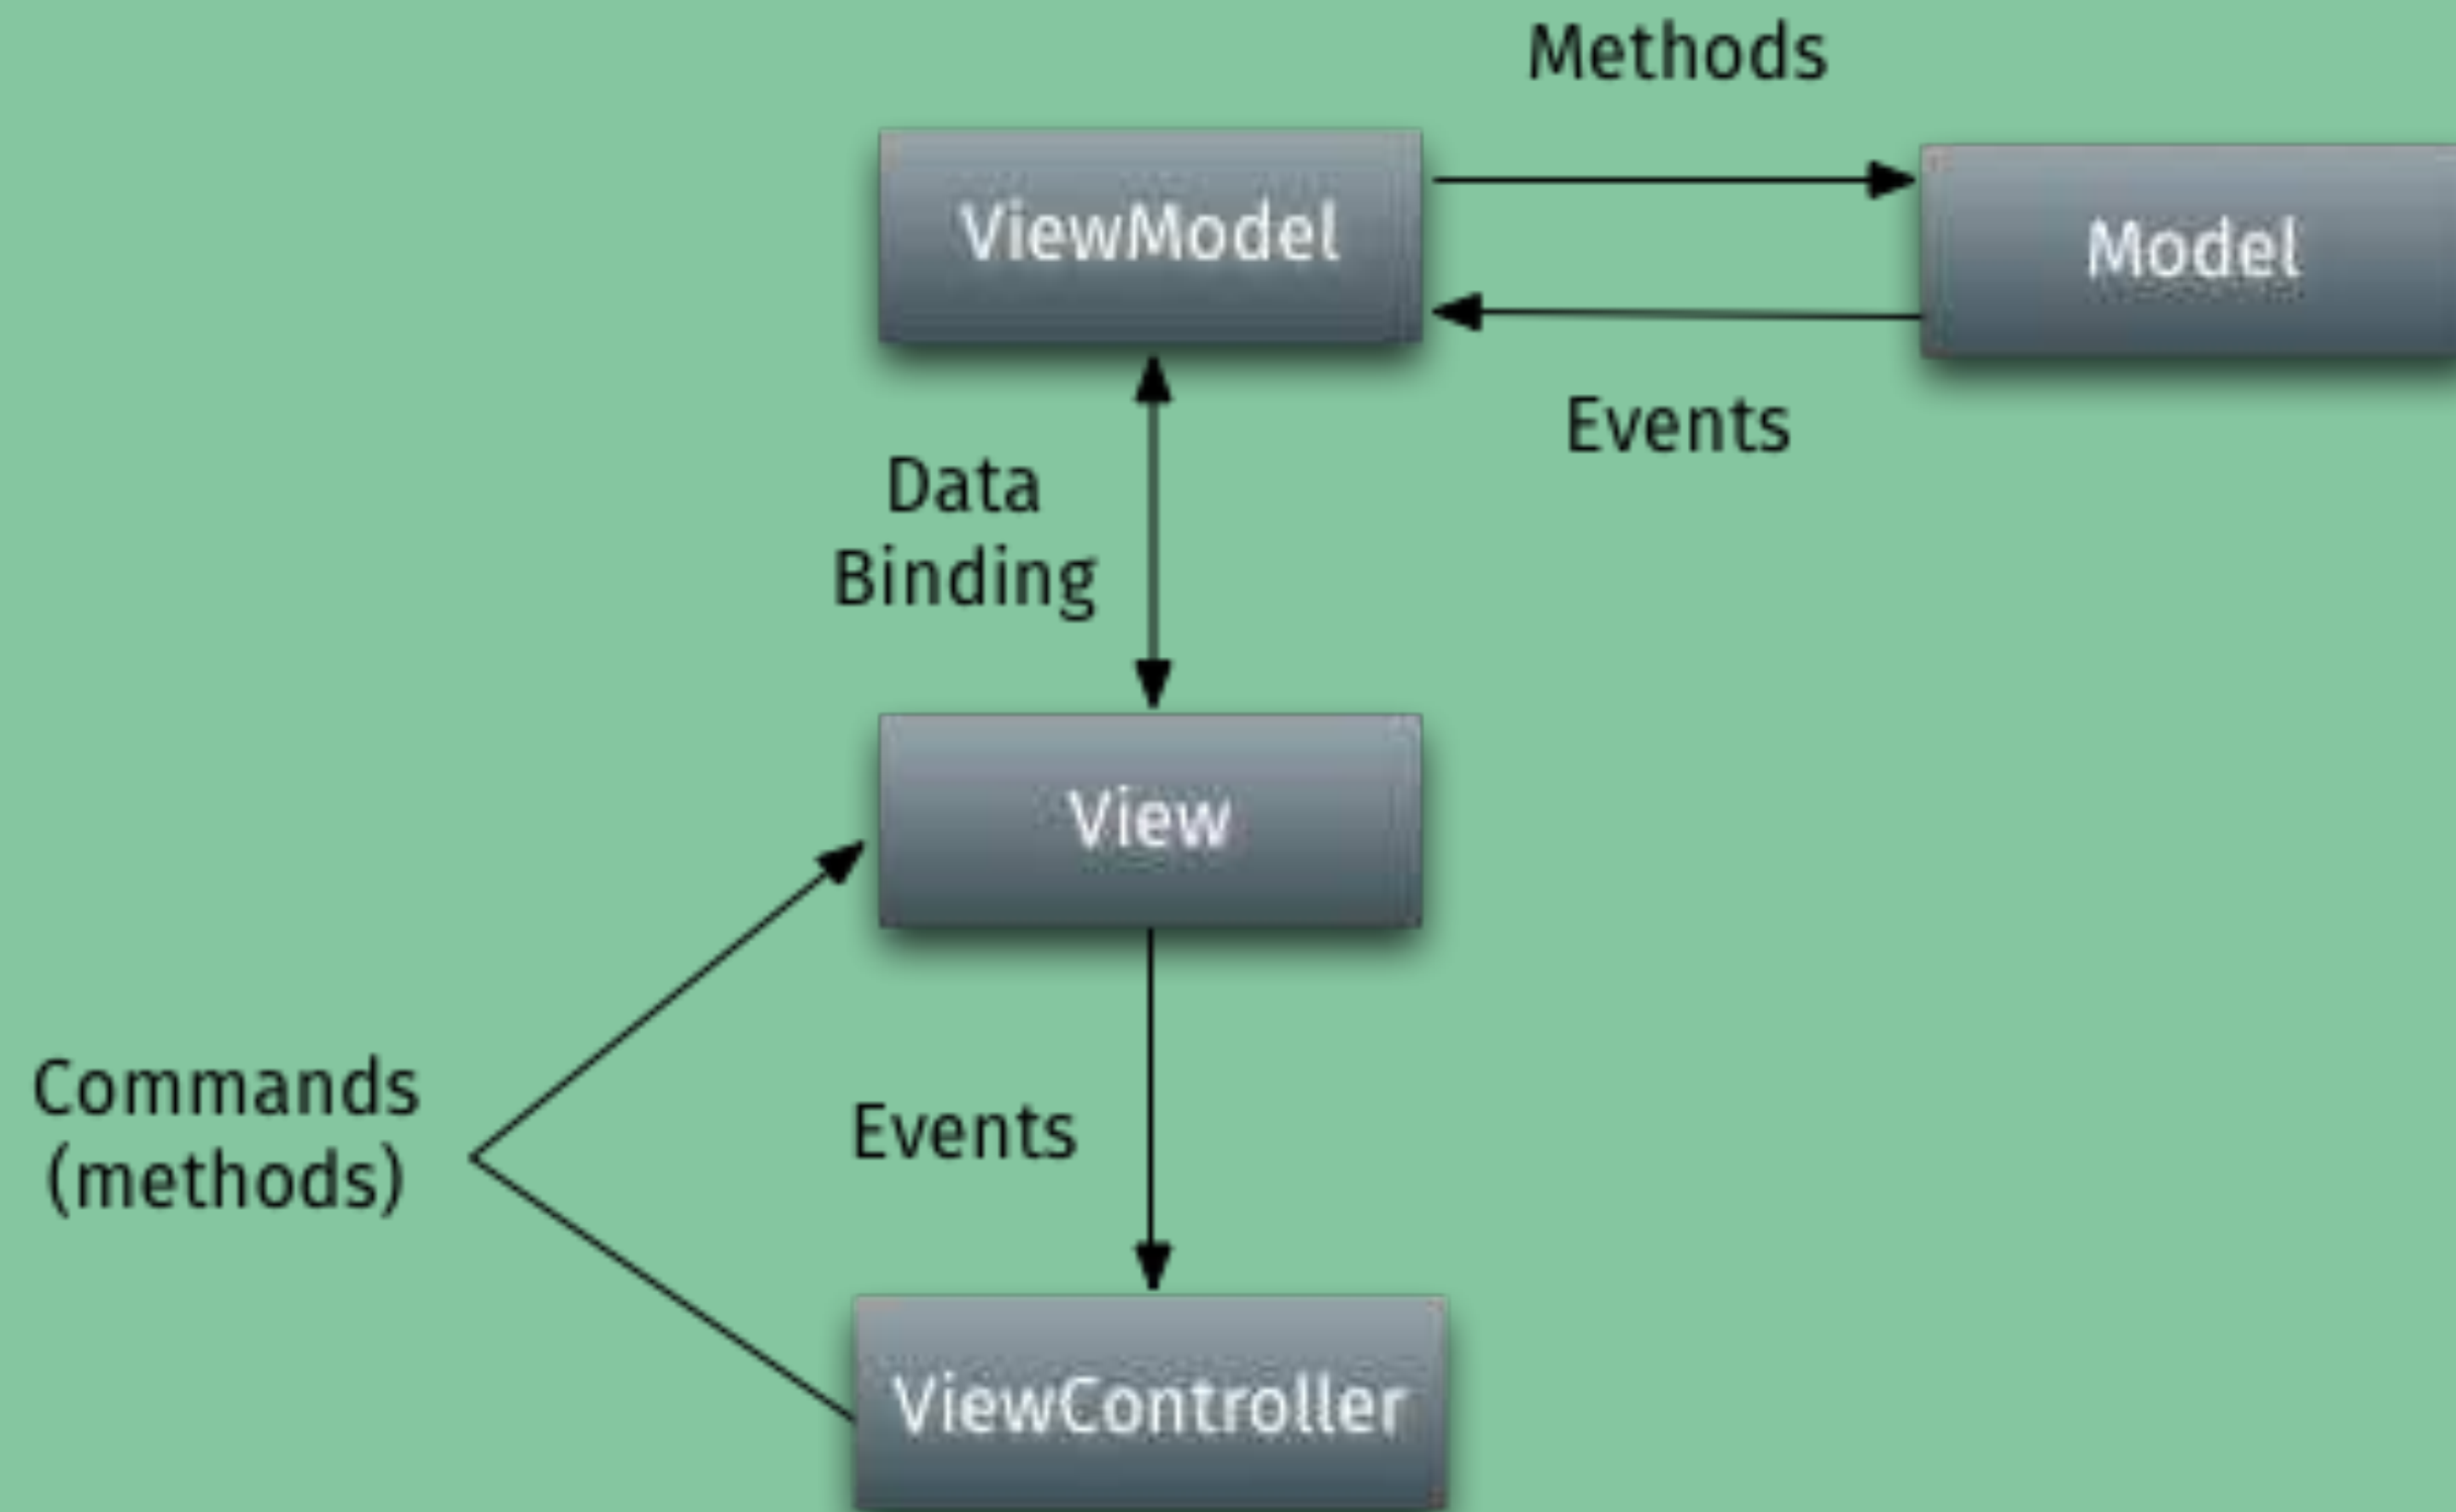 Methods
ViewModel
Model
Events
Data
Binding
View
Commands
(methods)
Events
ViewController